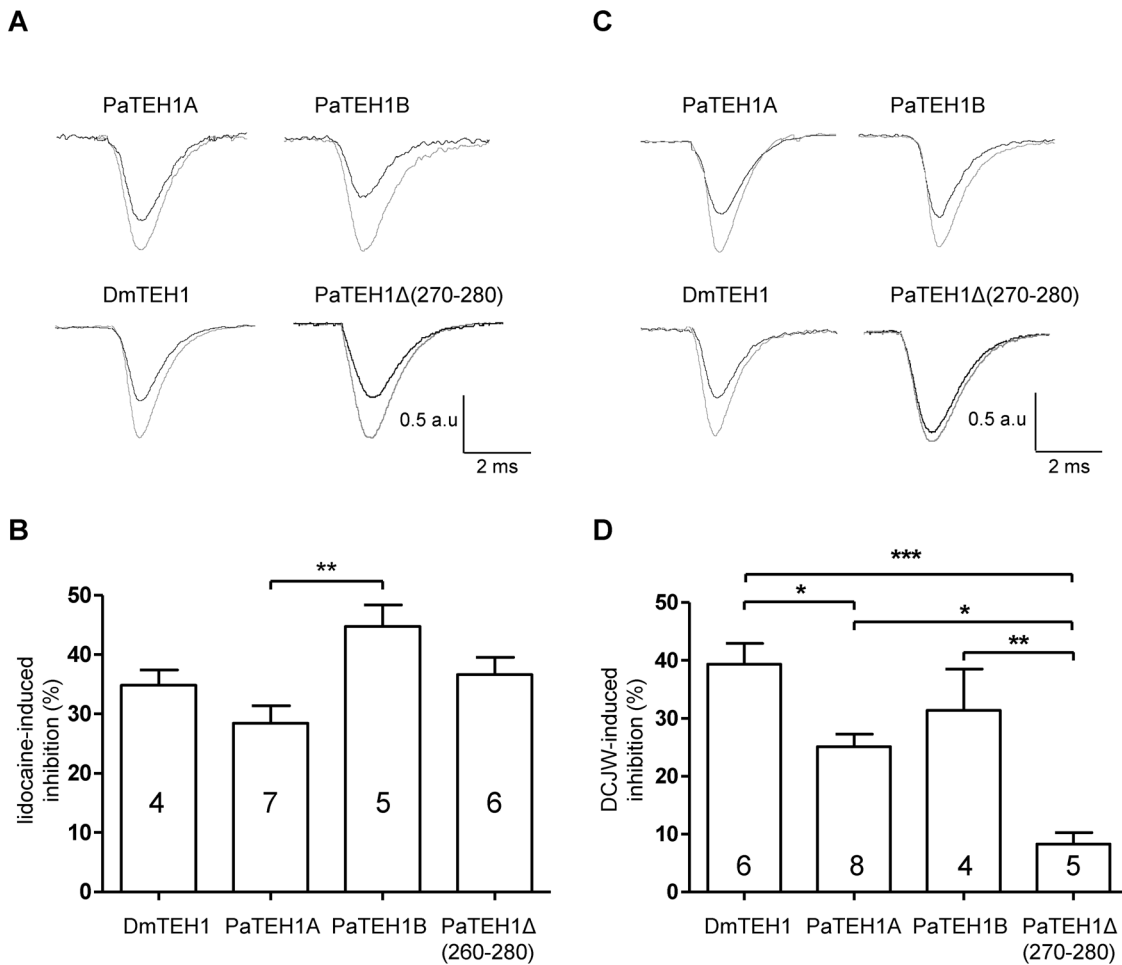 A
PaTEH1A
PaTEH1B
DmTEH1
PaTEH1Δ(270-280)
0.5 a.u
2 ms
C
PaTEH1A
PaTEH1B
DmTEH1
PaTEH1Δ(270-280)
0.5 a.u
2 ms
B
lidocaine-induced
inhibition (%)
50
40
30
20
10
0
**
4
7
5
6
DmTEH1
PaTEH1A
PaTEH1B
PaTEH1Δ
(260-280)
D
DCJW-induced
inhibition (%)
50
40
30
20
10
0
***
*
*
**
6
8
4
5
DmTEH1
PaTEH1A
PaTEH1B
PaTEH1Δ
(270-280)